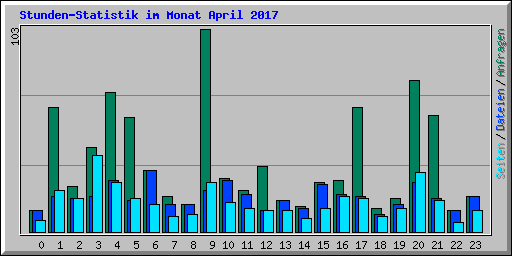 Stunden-Statistik im Monat April 2017
103
Seiten/Dateien/Anfragen
0 1 2 3 4 5 6 7 8 9 10 11 12 13 14 15 16 17 18 19 20 21 22 23